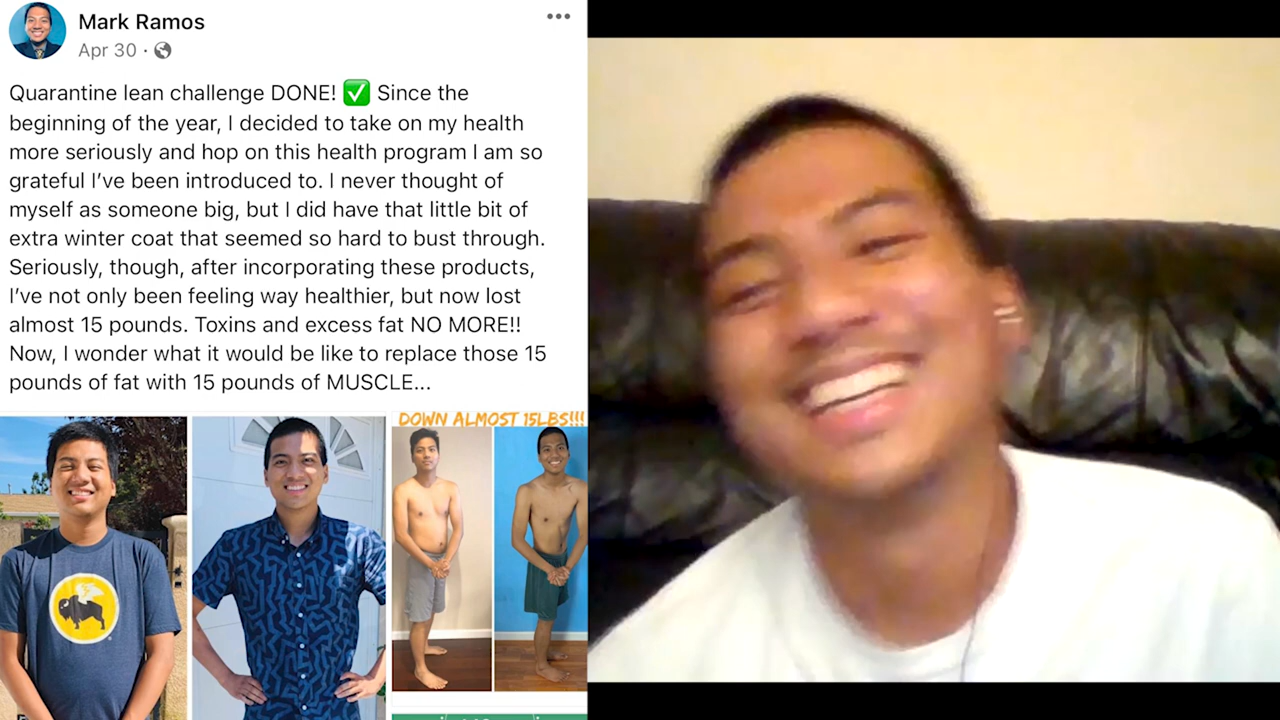 Mark Ramos
Apr 30 ·
Quarantine lean challenge DONE! ✅ Since the
beginning of the year, I decided to take on my health
more seriously and hop on this health program I am so
grateful I've been introduced to. I never thought of
myself as someone big, but I did have that little bit of
extra winter coat that seemed so hard to bust through.
Seriously, though, after incorporating these products,
I've not only been feeling way healthier, but now lost
almost 15 pounds. Toxins and excess fat NO MORE!!
Now, I wonder what it would be like to replace those 15
pounds of fat with 15 pounds of MUSCLE...
DOWN ALMOST 15LBS!!!